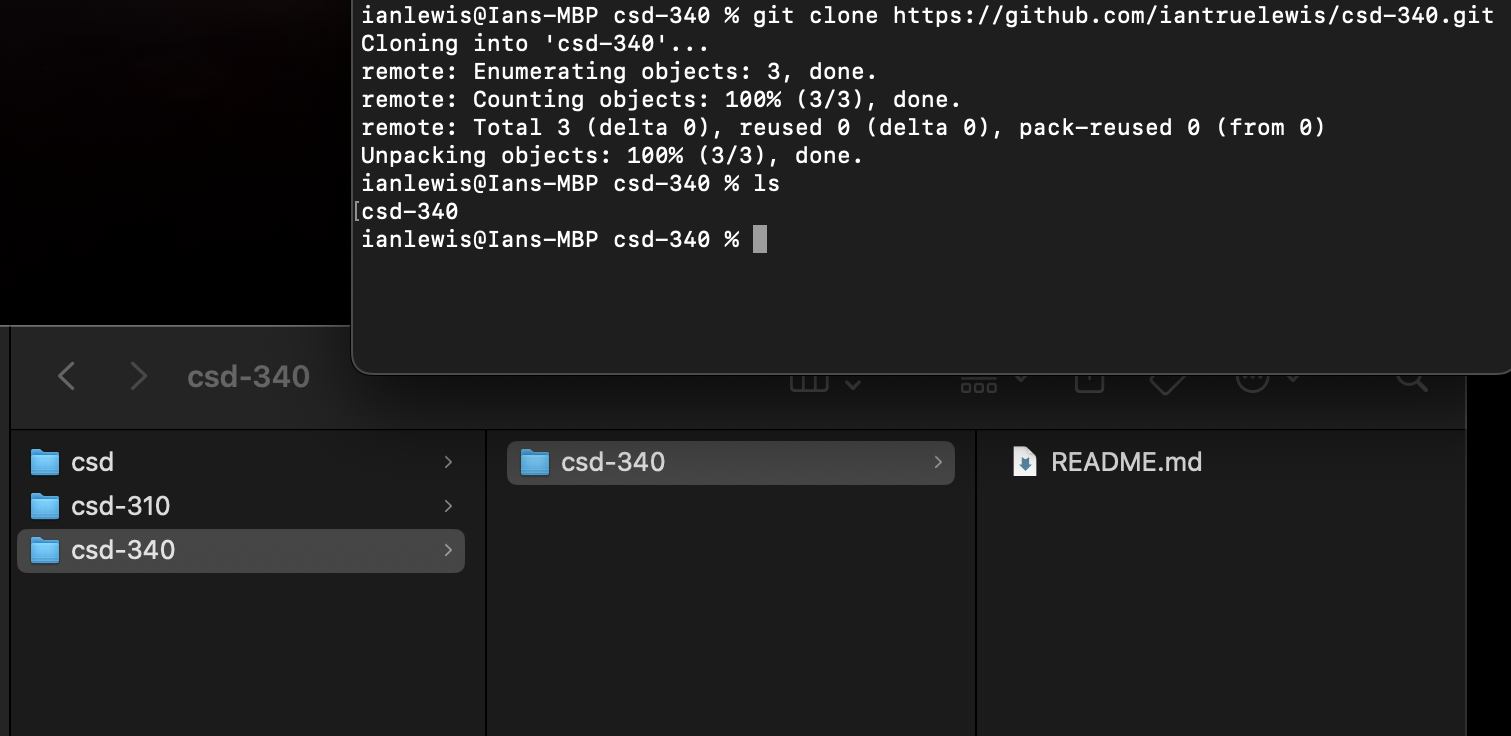 ianlewis@Ians-MBP csd-340 % git clone https://github.com/iantruelewis/csd-340.git
Cloning into 'csd-340'...
remote: Enumerating objects: 3, done.
remote: Counting objects: 100% (3/3), done.
remote: Total 3 (delta 0), reused 0 (delta 0), pack-reused 0 (from 0)
Unpacking objects: 100% (3/3), done.
ianlewis@Ians-MBP csd-340 % ls
[csd-340
ianlewis@Ians-MBP csd-340 %
csd-340
csd
csd-310
csd-340
csd-340
README.md